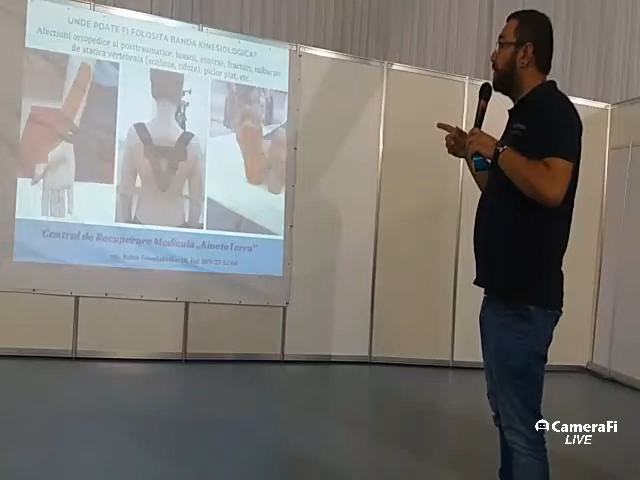 UNDE POATE FI FOLOSITA BANDA KINESIOLOGICA?
Afectiuni ortopedice si posttraumatice, luxatii, entorse, fracturi, tulburari
de statica vertebrala (scolioze, cifoze), picior plat, etc.
Centrul de Recuperare Medicala „KinetoTerra”
CameraFi
LIVE